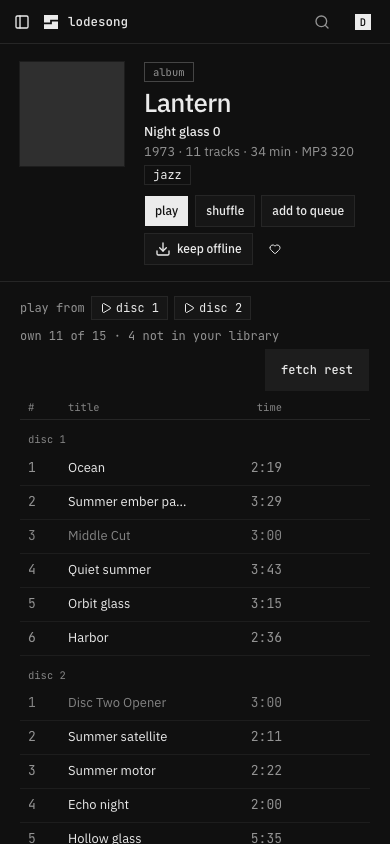 lodesong D
album
Lantern
Night glass 0
1973 · 11 tracks · 34 min · MP3 320
jazz
play shuffle add to queue
keep offline
play from disc 1 disc 2
own 11 of 15 · 4 not in your library
fetch rest
# title time
disc 1
1 Ocean 2:19
2 Summer ember pa... 3:29
3 Middle Cut 3:00
4 Quiet summer 3:43
5 Orbit glass 3:15
6 Harbor 2:36
disc 2
1 Disc Two Opener 3:00
2 Summer satellite 2:11
3 Summer motor 2:22
4 Echo night 2:00
5 Hollow glass 5:35